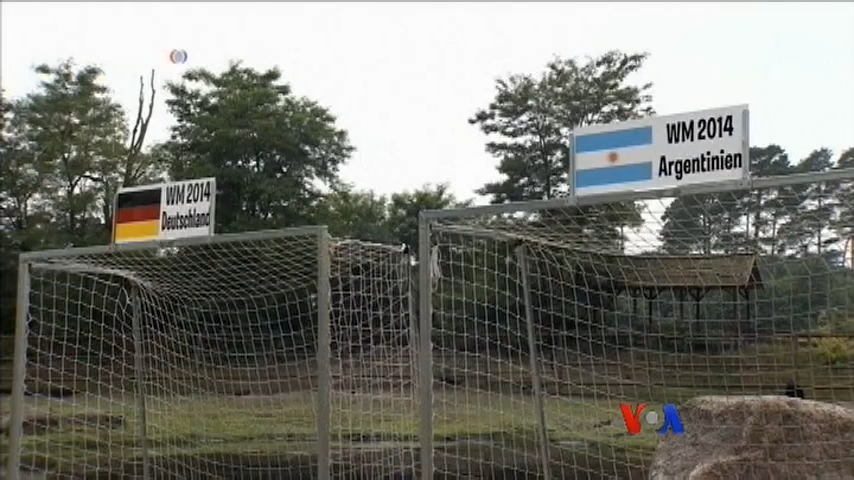 WM 2014
Deutschland
WM 2014
Argentinien
VOA